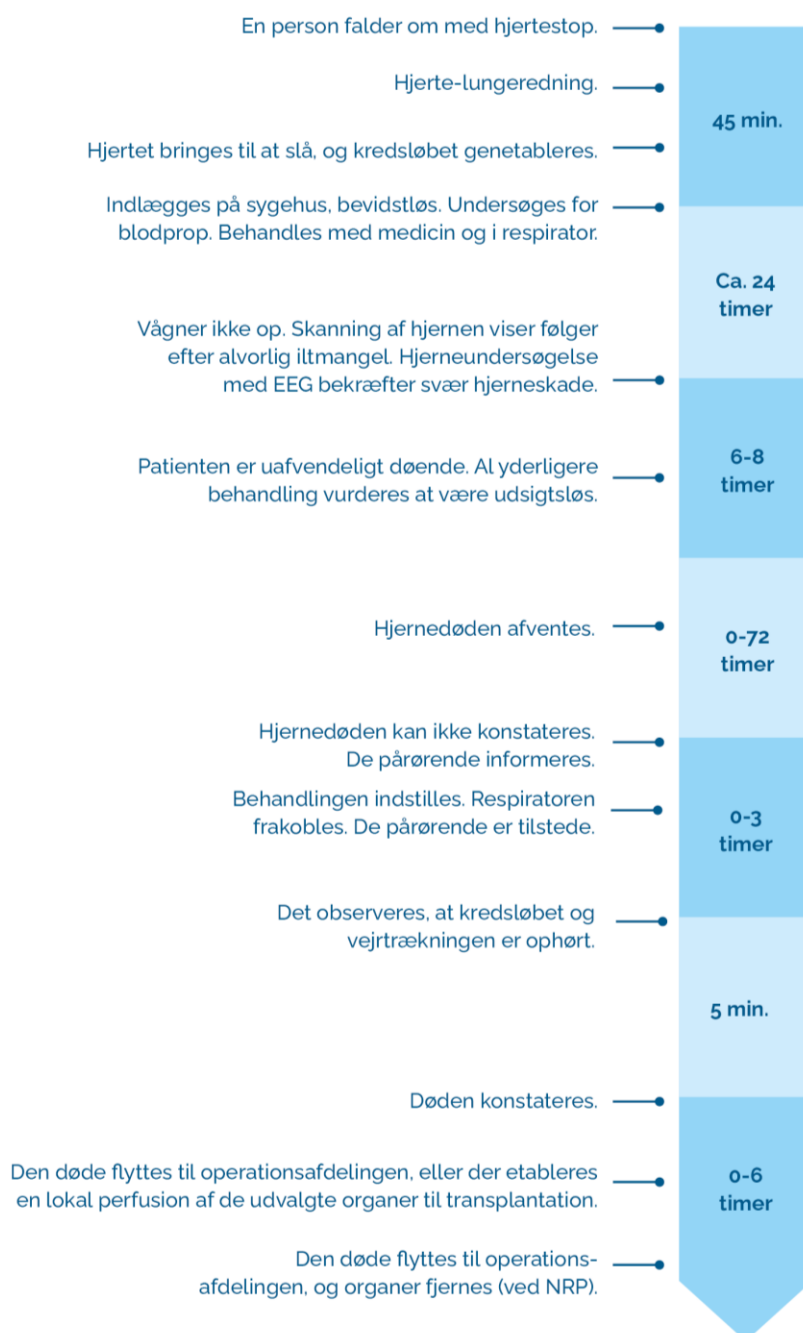 En person falder om med hjertestop.
Hjerte-lungeredning.
45 min.
Hjertet bringes til at slå, og kredsløbet genetableres.
Indlægges på sygehus, bevidstløs. Undersøges for
blodprop. Behandles med medicin og i respirator.
Ca. 24
timer
Vågner ikke op. Skanning af hjernen viser følger
efter alvorlig iltmangel. Hjerneundersøgelse
med EEG bekræfter svær hjerneskade.
6-8
timer
Patienten er uafvendeligt døende. Al yderligere
behandling vurderes at være udsigtsløs.
Hjernedøden afventes.
0-72
timer
Hjernedøden kan ikke konstateres.
De pårørende informeres.
Behandlingen indstilles. Respiratoren
frakobles. De pårørende er tilstede.
0-3
timer
Det observeres, at kredsløbet og
vejrtrækningen er ophørt.
5 min.
Døden konstateres.
Den døde flyttes til operationsafdelingen, eller der etableres
en lokal perfusion af de udvalgte organer til transplantation.
0-6
timer
Den døde flyttes til operations-
afdelingen, og organer fjernes (ved NRP).